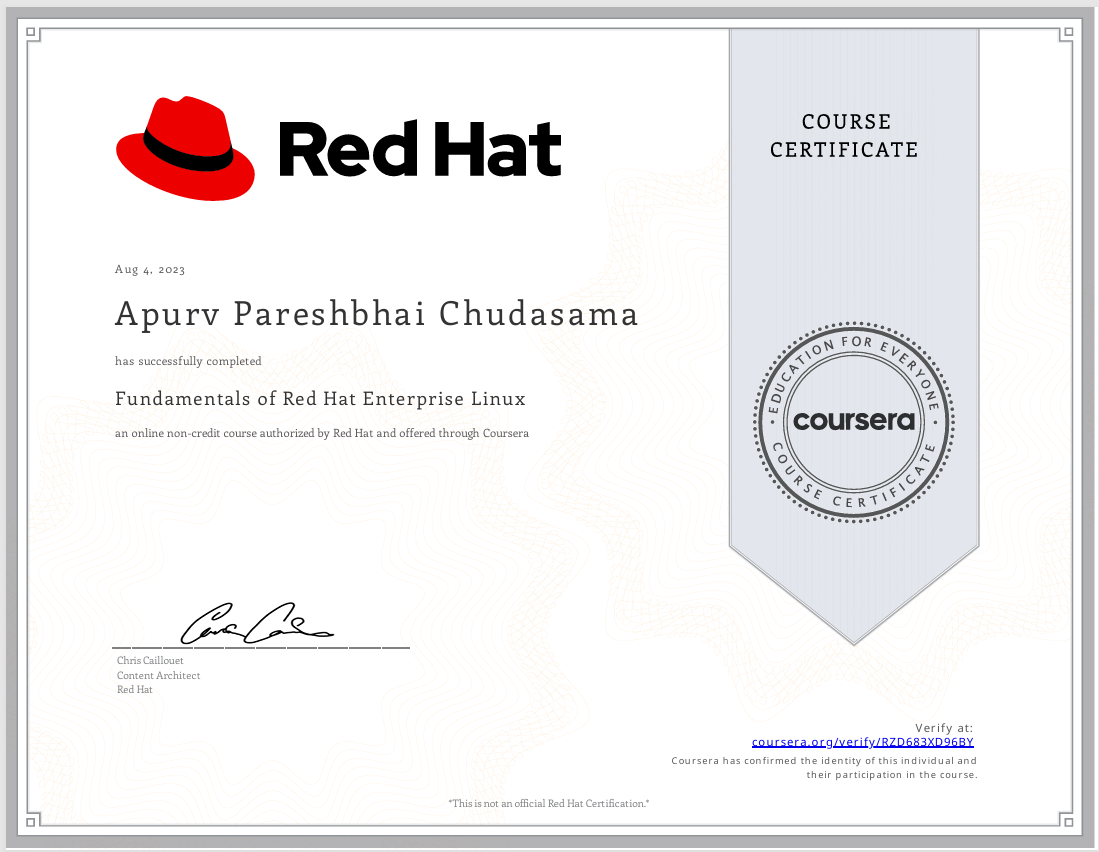 Red Hat
COURSE
CERTIFICATE
Aug 4, 2023
Apurv Pareshbhai Chudasama
has successfully completed
Fundamentals of Red Hat Enterprise Linux
an online non-credit course authorized by Red Hat and offered through Coursera
EDUCATION FOR EVERYONE
coursera
COURSE CERTIFICATE
Chris Caillouet
Content Architect
Red Hat
Verify at:
coursera.org/verify/RZD683XD96BY
Coursera has confirmed the identity of this individual and
their participation in the course.
*This is not an official Red Hat Certification.*